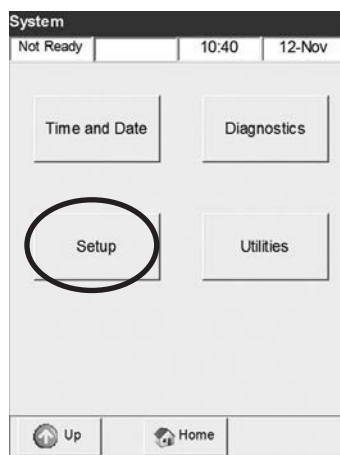 System
Not Ready 10:40 12-Nov
Time and Date Diagnostics
Setup Utilities
Up Home